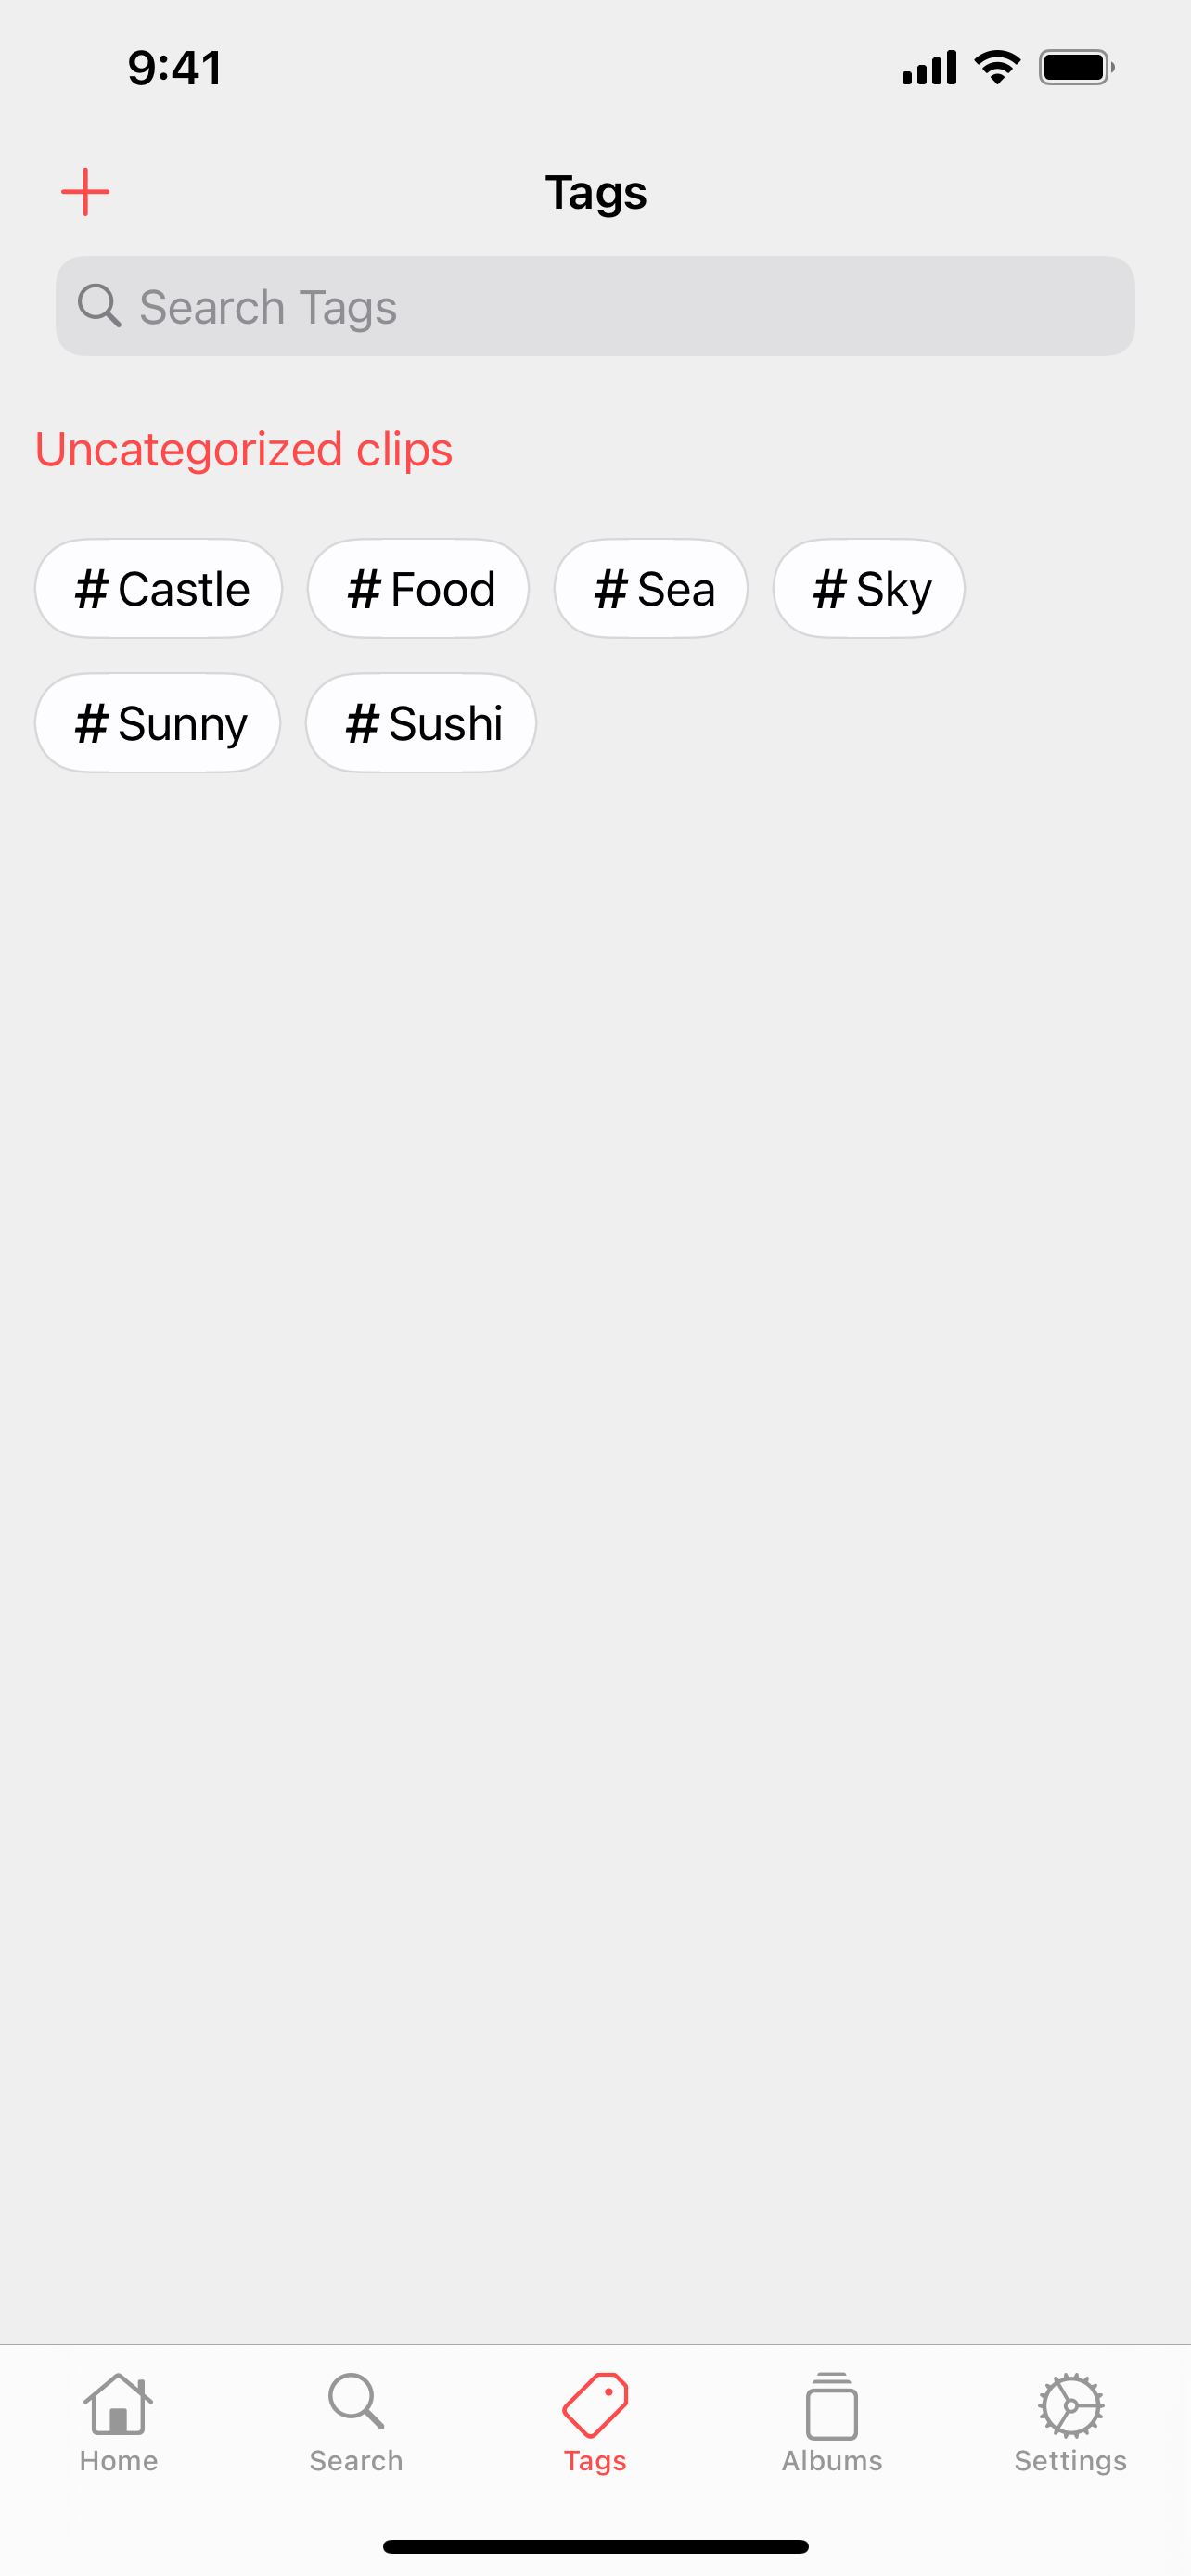 9:41
Tags
Search Tags
Uncategorized clips
# Castle # Food # Sea # Sky
# Sunny # Sushi
Home Search Tags Albums Settings